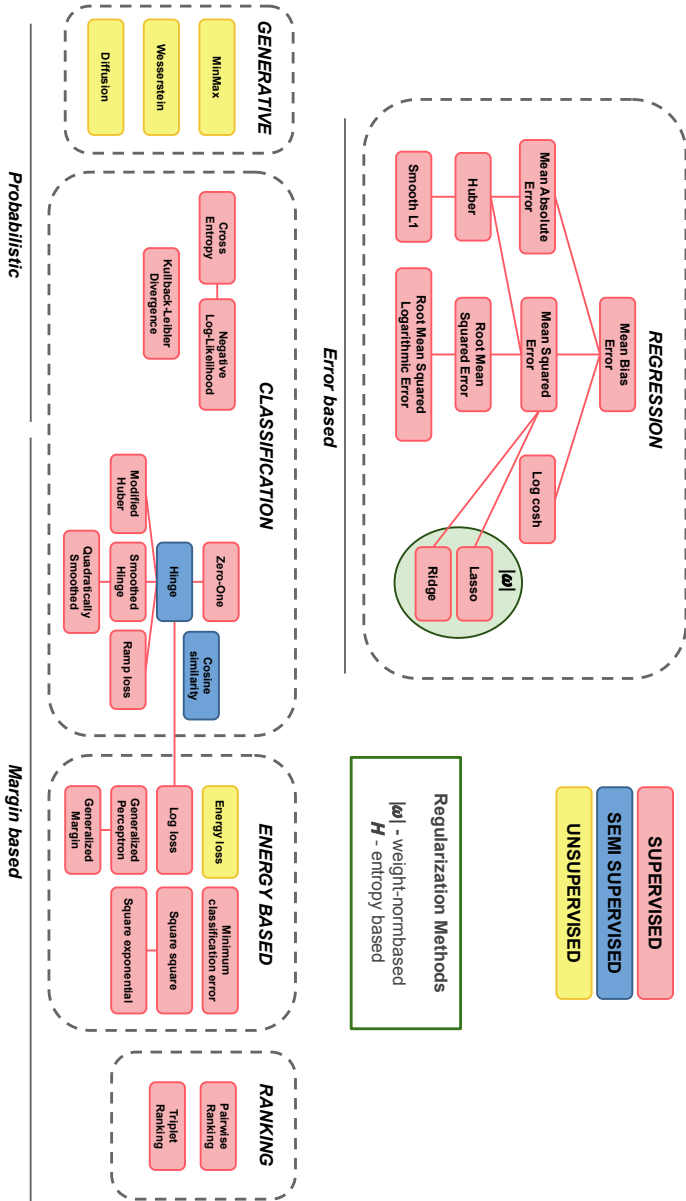 REGRESSION
Mean Bias
Error
Mean Absolute
Error
Mean Squared
Error
Log cosh
Huber
Root Mean
Squared Error
Smooth L1
Root Mean Squared
Logarithmic Error
|ω|
Lasso
Ridge
Error based
SUPERVISED
SEMI SUPERVISED
UNSUPERVISED
Regularization Methods
|ω| - weight-normbased
H - entropy based
GENERATIVE
MinMax
Wesserstein
Diffusion
CLASSIFICATION
Cross
Entropy
Negative
Log-Likelihood
Kullback-Leibler
Divergence
Zero-One
Hinge
Cosine
similarity
Modified
Huber
Smoothed
Hinge
Ramp loss
Quadratically
Smoothed
ENERGY BASED
Energy loss
Minimum
classification error
Log loss
Square square
Generalized
Perceptron
Square exponential
Generalized
Margin
RANKING
Pairwise
Ranking
Triplet
Ranking
Probabilistic
Margin based